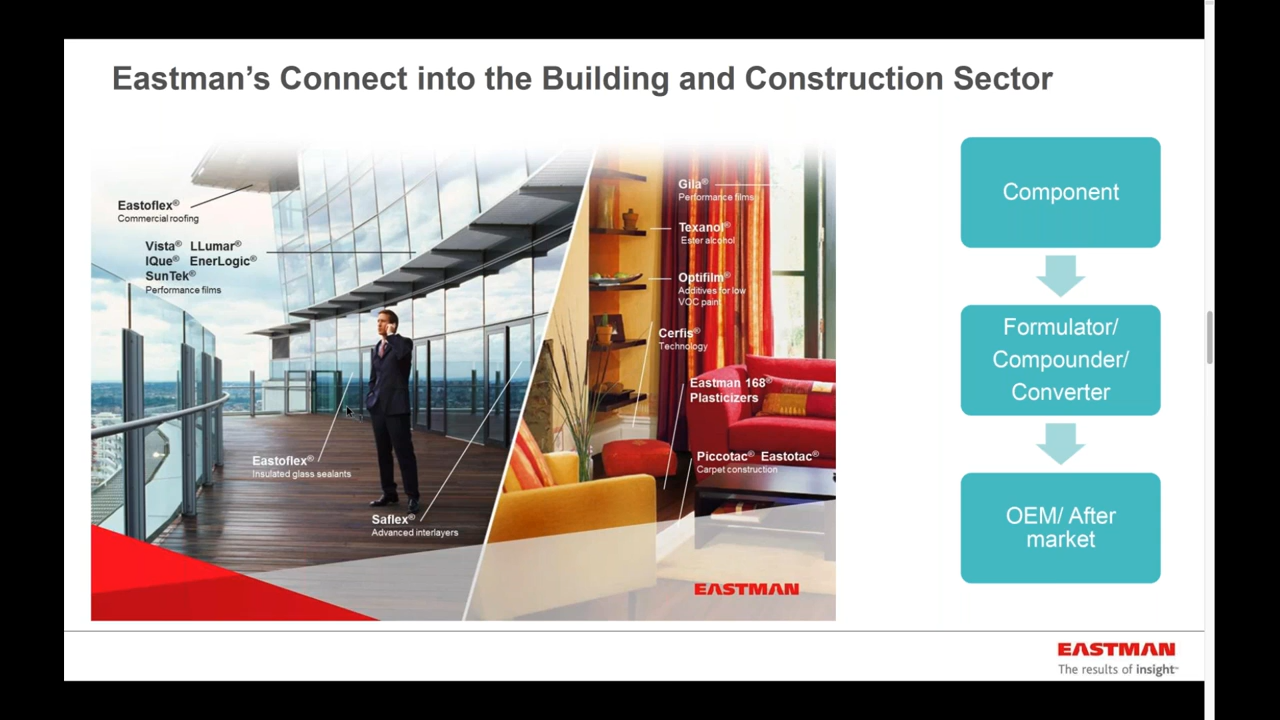 Eastman's Connect into the Building and Construction Sector
Eastoflex®
Commercial roofing
Vista® LLumar®
IQue® EnerLogic®
SunTek®
Performance films
Eastoflex®
Insulated glass sealants
Saflex®
Advanced interlayers
Gila®
Performance films
Texanol®
Ester alcohol
Optifilm®
Additives for low
VOC paint
Cerfis®
Technology
Eastman 168®
Plasticizers
Piccotac® Eastotac®
Carpet construction
EASTMAN
Component
Formulator/
Compounder/
Converter
OEM/ After
market
EASTMAN
The results of insight™